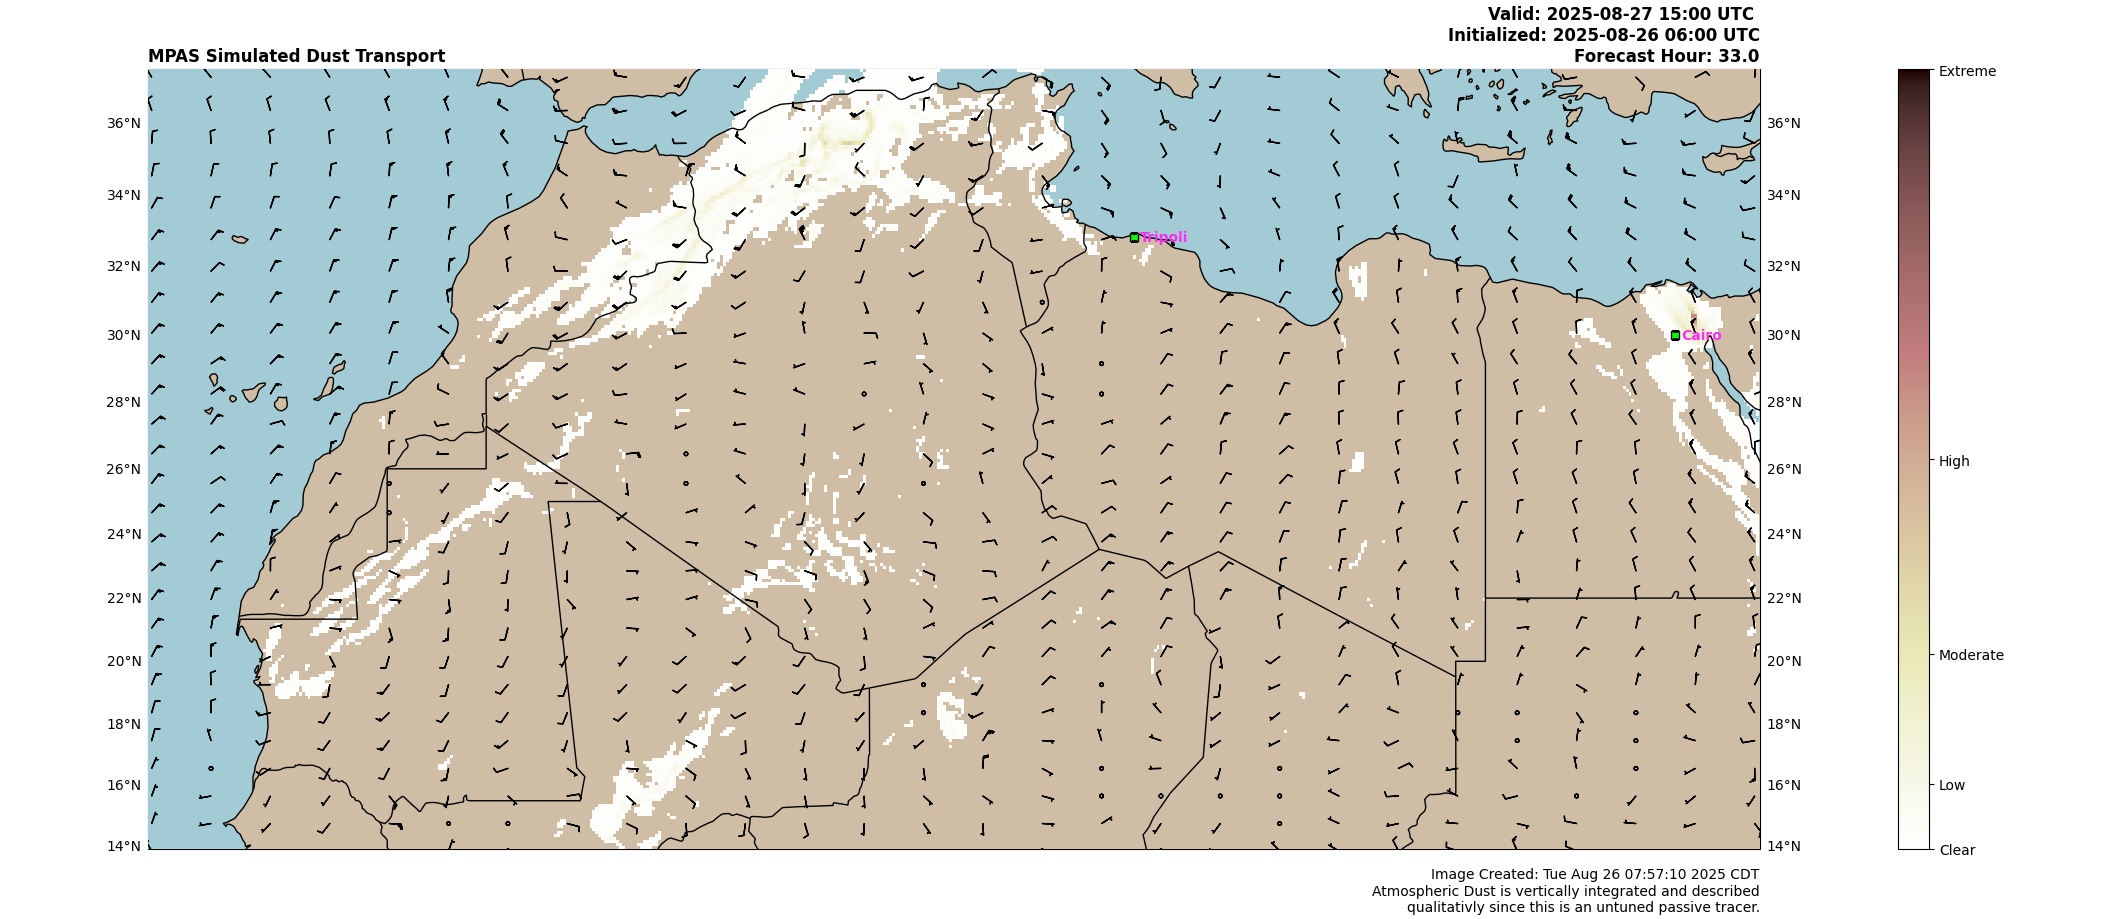 Valid: 2025-08-27 15:00 UTC
Initialized: 2025-08-26 06:00 UTC
MPAS Simulated Dust Transport
Forecast Hour: 33.0
Extreme
36°N
36°N
34°N
34°N
Tripoli
32°N
32°N
30°N
Cairo
30°N
28°N
28°N
26°N
26°N
High
24°N
24°N
22°N
22°N
20°N
20°N
Moderate
18°N
18°N
16°N
16°N
Low
14°N
14°N
Clear
Image Created: Tue Aug 26 07:57:10 2025 CDT
Atmospheric Dust is vertically integrated and described
qualitativly since this is an untuned passive tracer.